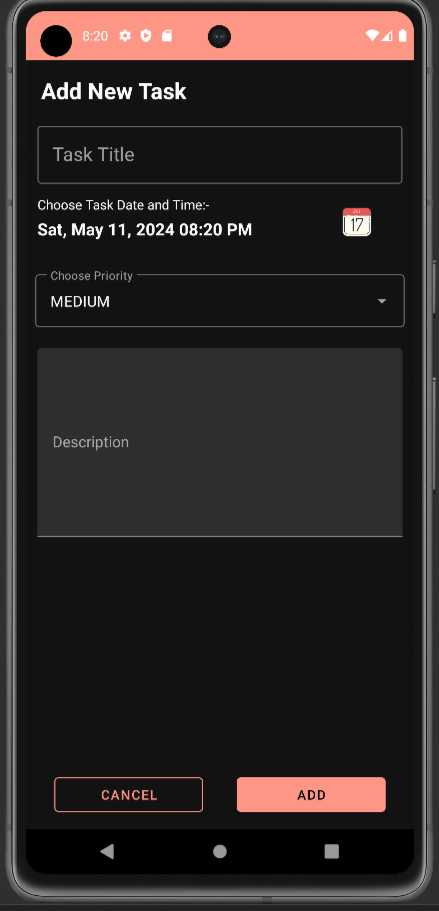 8:20
Add New Task
Task Title
Choose Task Date and Time:-
Sat, May 11, 2024 08:20 PM
17
Choose Priority
MEDIUM
Description
CANCEL
ADD